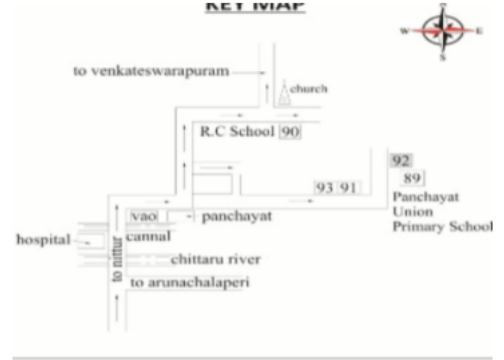 KEY MAP
N
W E
S
to venkateswarapuram
church
R.C School 90
92
93 91 89
Panchayat
Union
Primary School
vao panchayat
hospital cannal
to nittur
chittaru river
to arunachalaperi